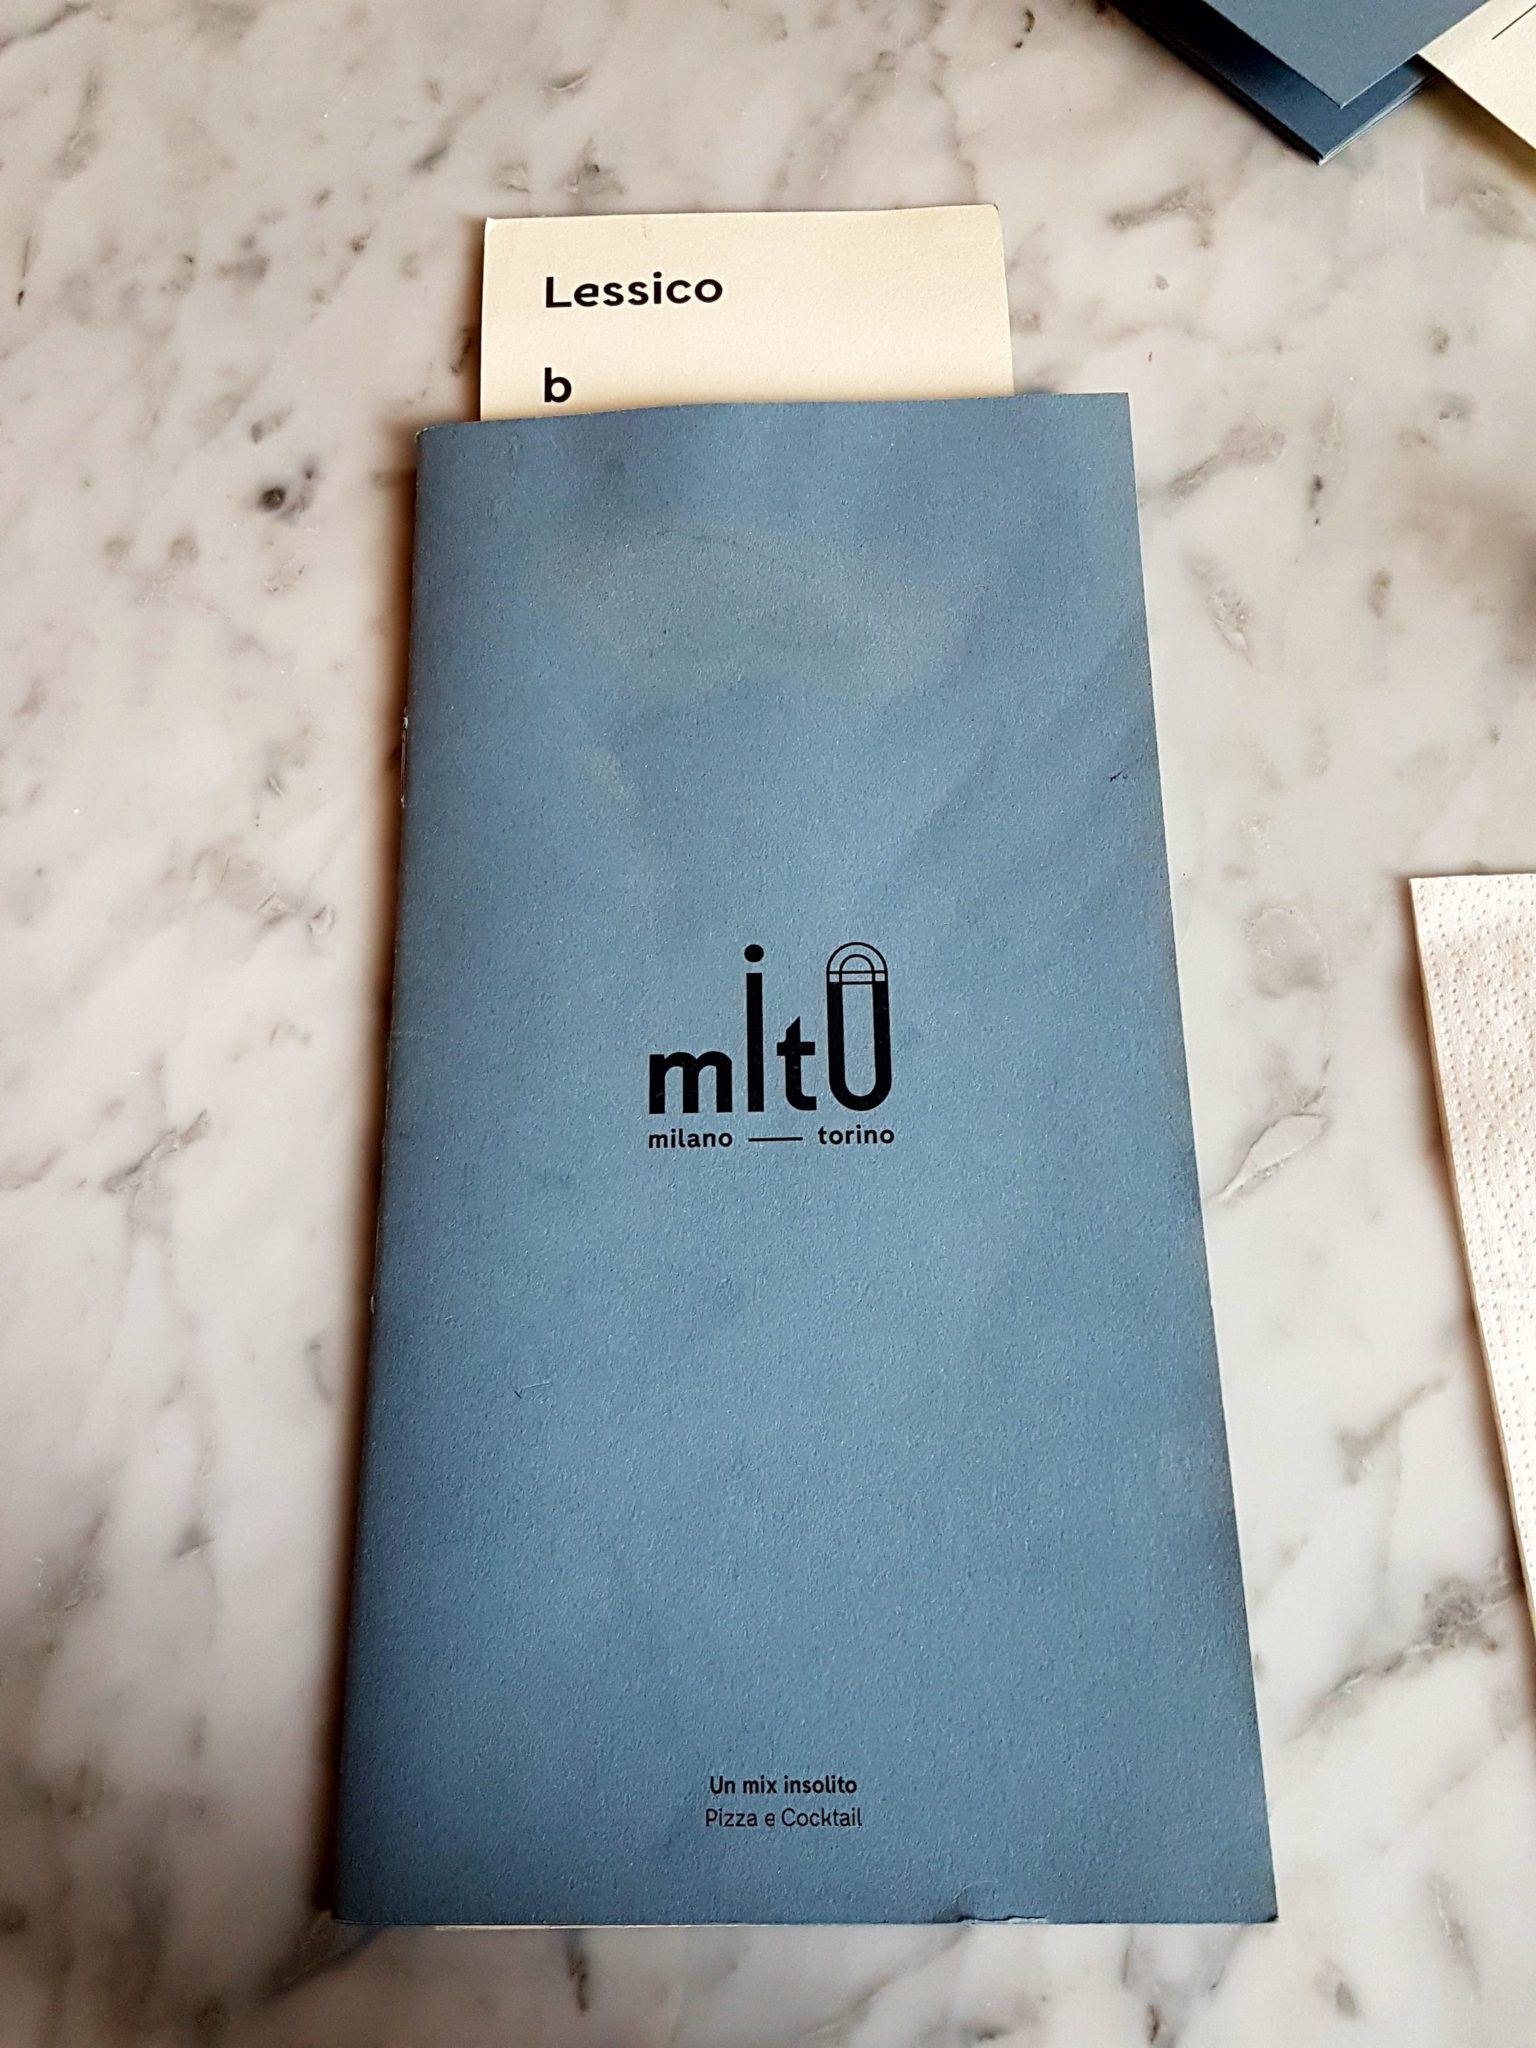 Lessico
b
mitU
milano — torino
Un mix insolito
Pizza e Cocktail